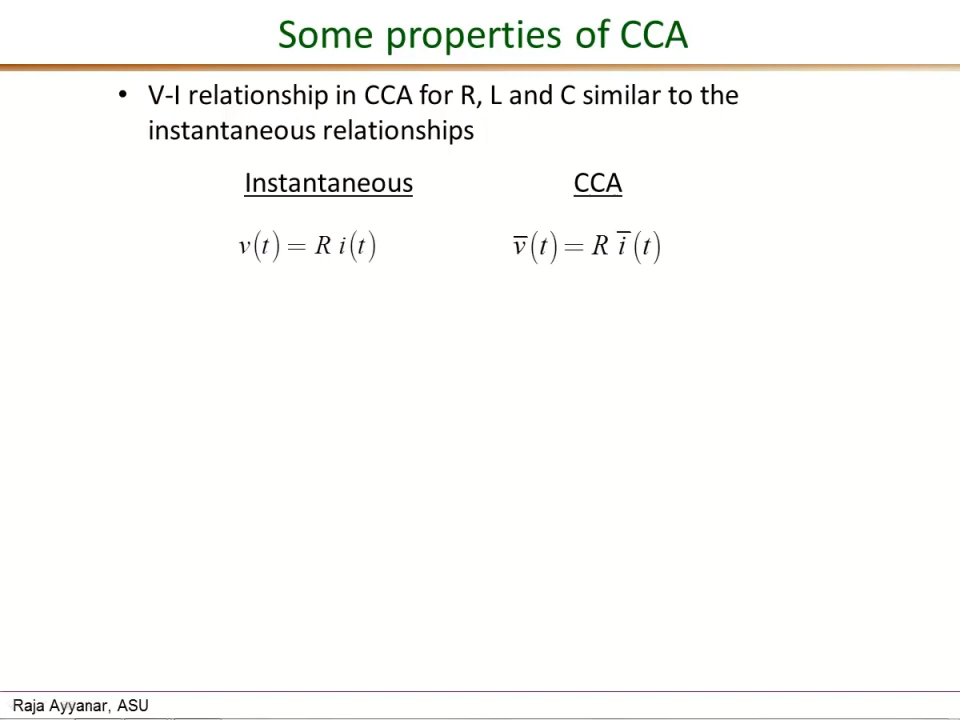 Some properties of CCA
• V-I relationship in CCA for R, L and C similar to the
instantaneous relationships
Instantaneous CCA
v(t) = R i(t) v̅(t) = R i̅(t)
Raja Ayyanar, ASU